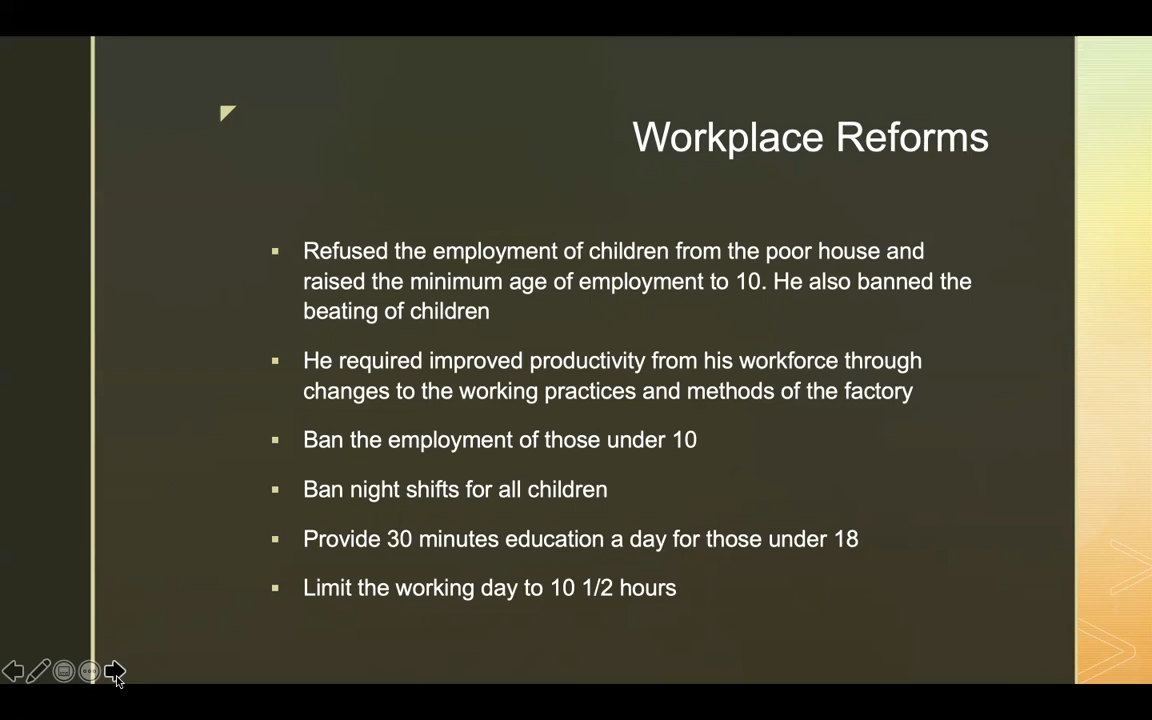 Workplace Reforms
▪ Refused the employment of children from the poor house and
raised the minimum age of employment to 10. He also banned the
beating of children
▪ He required improved productivity from his workforce through
changes to the working practices and methods of the factory
▪ Ban the employment of those under 10
▪ Ban night shifts for all children
▪ Provide 30 minutes education a day for those under 18
▪ Limit the working day to 10 1/2 hours